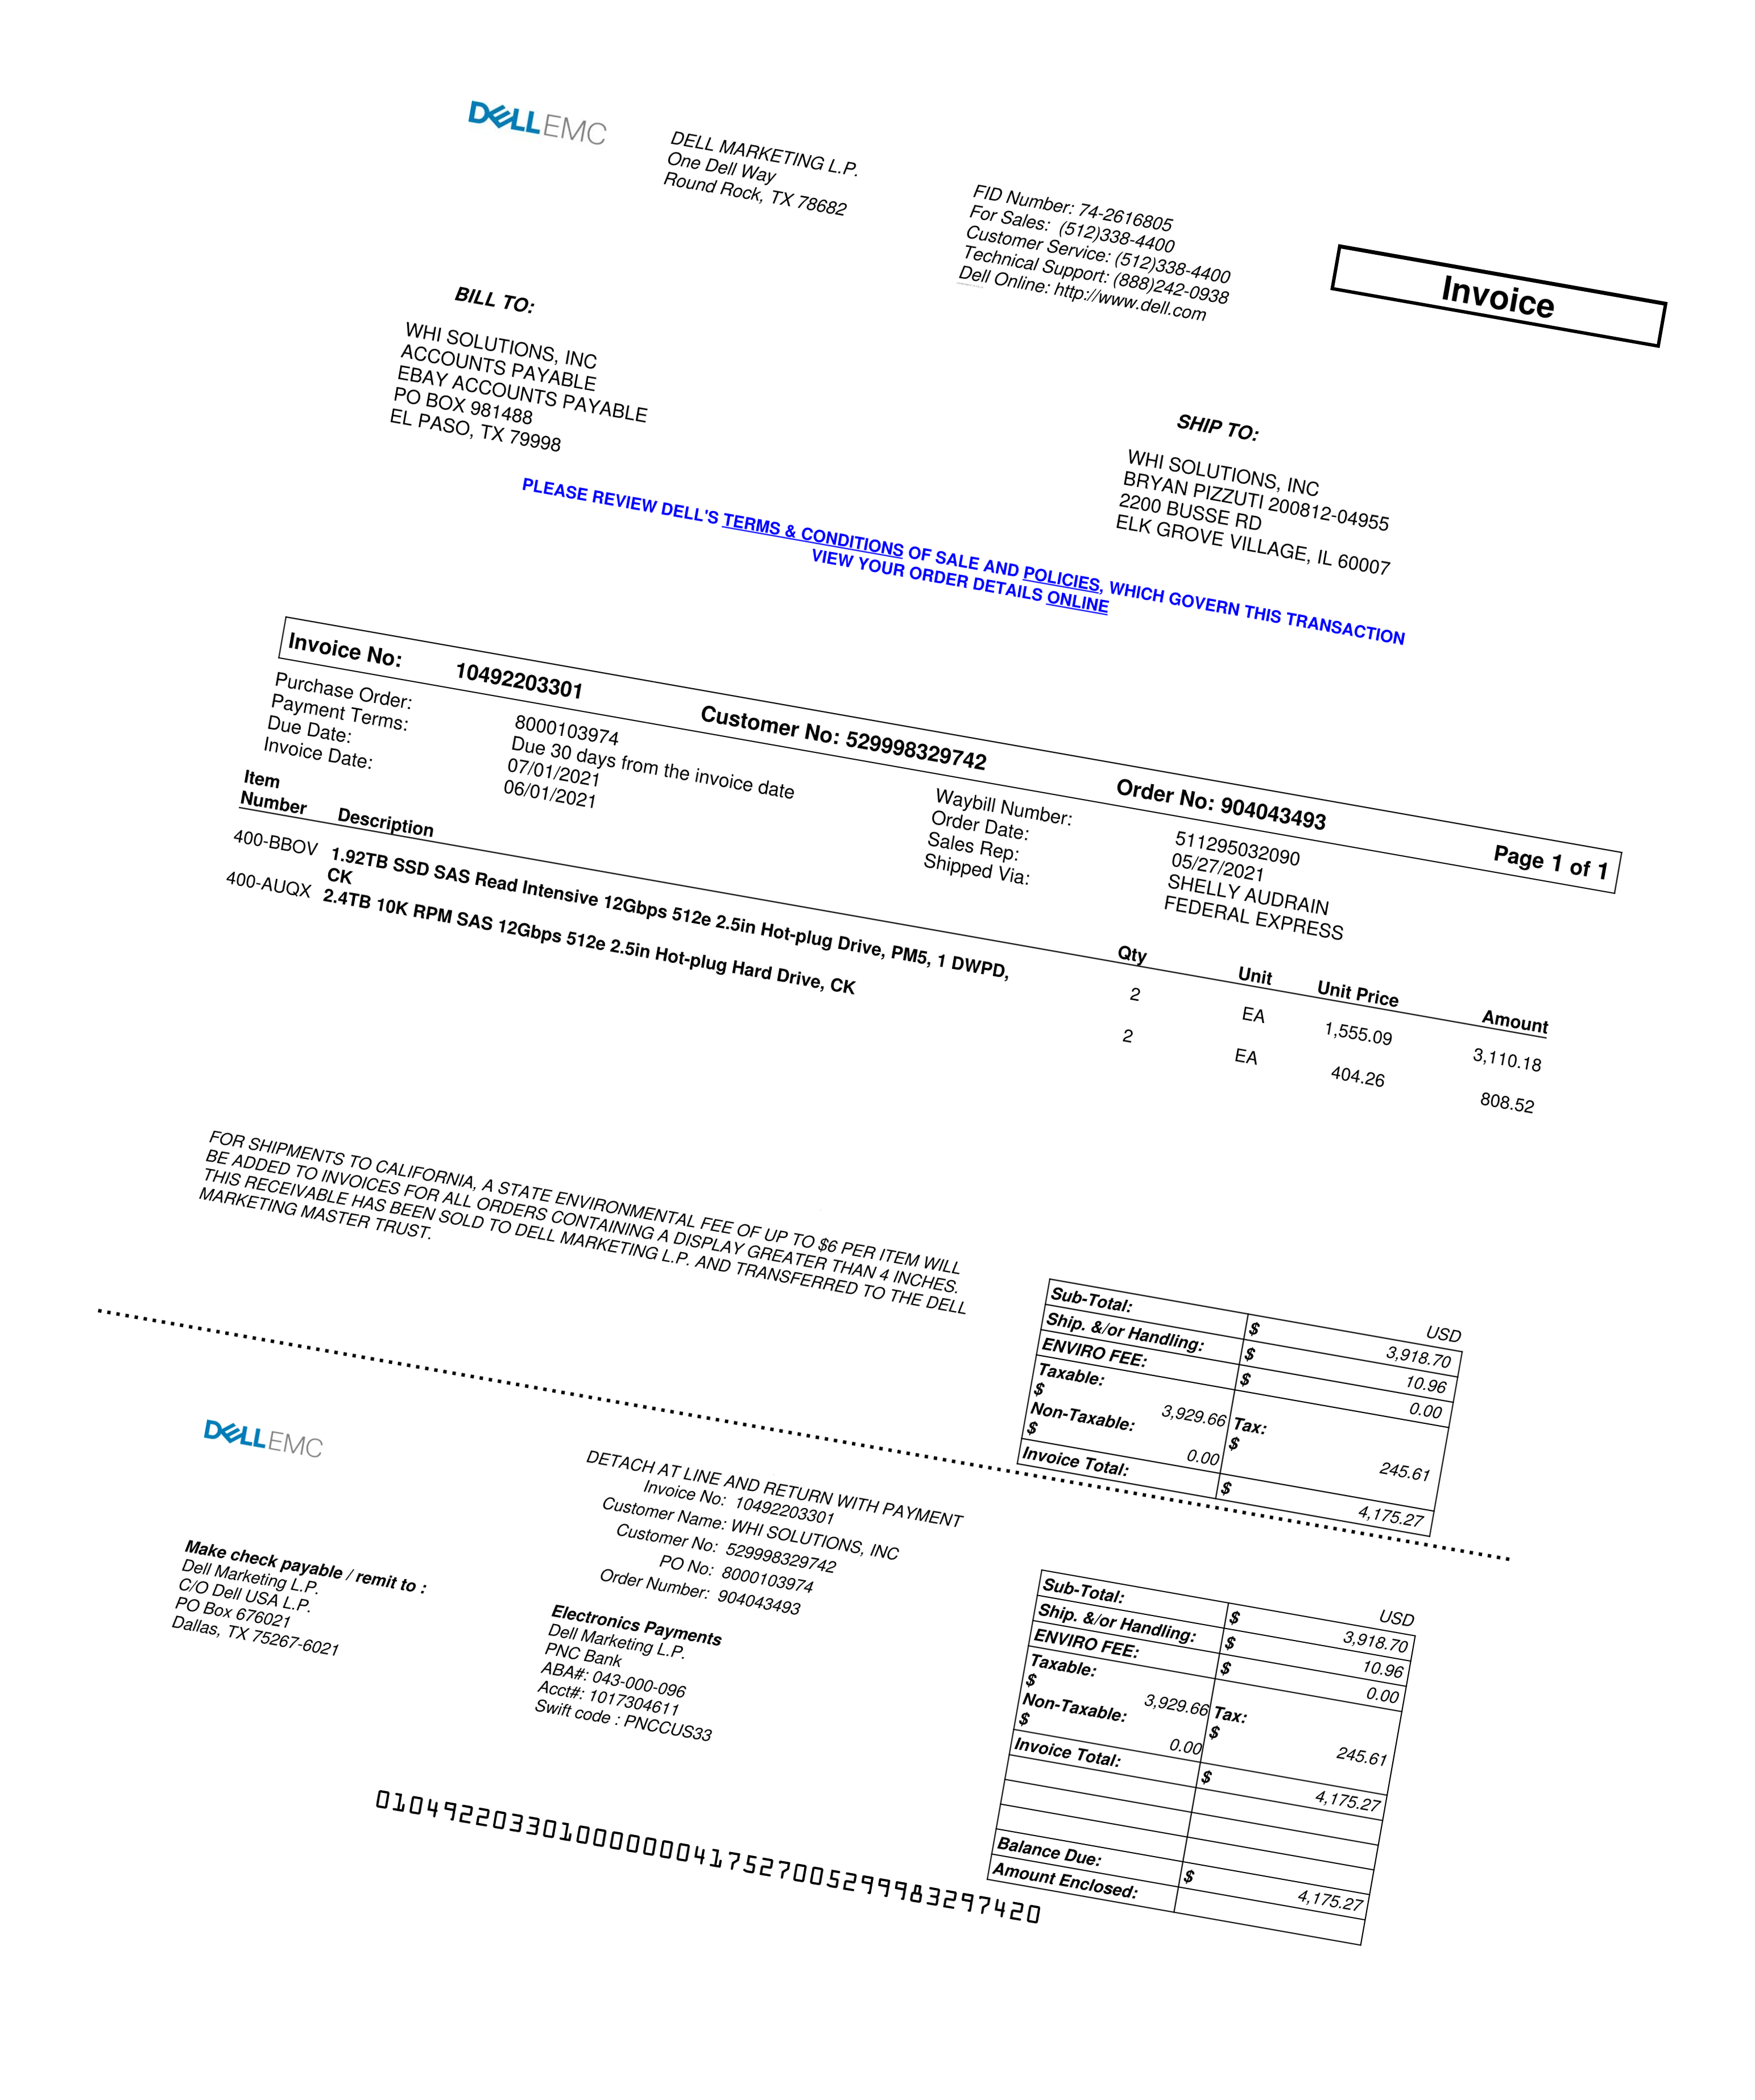 DELL EMC
DELL MARKETING L.P.
One Dell Way
Round Rock, TX 78682
FID Number: 74-2616805
For Sales: (512)338-4400
Customer Service: (512)338-4400
Technical Support: (888)242-0938
Dell Online: http://www.dell.com
Invoice
BILL TO:
WHI SOLUTIONS, INC
ACCOUNTS PAYABLE
EBAY ACCOUNTS PAYABLE
PO BOX 981488
EL PASO, TX 79998
SHIP TO:
WHI SOLUTIONS, INC
BRYAN PIZZUTI 200812-04955
2200 BUSSE RD
ELK GROVE VILLAGE, IL 60007
PLEASE REVIEW DELL'S TERMS & CONDITIONS OF SALE AND POLICIES, WHICH GOVERN THIS TRANSACTION
VIEW YOUR ORDER DETAILS ONLINE
Invoice No: 10492203301 Customer No: 529998329742 Order No: 904043493 Page 1 of 1
Purchase Order: 8000103974
Payment Terms: Due 30 days from the invoice date
Due Date: 07/01/2021
Invoice Date: 06/01/2021
Waybill Number: 511295032090
Order Date: 05/27/2021
Sales Rep: SHELLY AUDRAIN
Shipped Via: FEDERAL EXPRESS
Item
Number Description Qty Unit Unit Price Amount
400-BBOV 1.92TB SSD SAS Read Intensive 12Gbps 512e 2.5in Hot-plug Drive, PM5, 1 DWPD, 2 EA 1,555.09 3,110.18
CK
400-AUQX 2.4TB 10K RPM SAS 12Gbps 512e 2.5in Hot-plug Hard Drive, CK 2 EA 404.26 808.52
FOR SHIPMENTS TO CALIFORNIA, A STATE ENVIRONMENTAL FEE OF UP TO $6 PER ITEM WILL
BE ADDED TO INVOICES FOR ALL ORDERS CONTAINING A DISPLAY GREATER THAN 4 INCHES.
THIS RECEIVABLE HAS BEEN SOLD TO DELL MARKETING L.P. AND TRANSFERRED TO THE DELL
MARKETING MASTER TRUST.
USD
Sub-Total: $ 3,918.70
Ship. &/or Handling: $ 10.96
ENVIRO FEE: $ 0.00
Taxable:
$ 3,929.66 Tax:
Non-Taxable: $ 245.61
$ 0.00
Invoice Total: $ 4,175.27
DELL EMC
DETACH AT LINE AND RETURN WITH PAYMENT
Invoice No: 10492203301
Customer Name: WHI SOLUTIONS, INC
Customer No: 529998329742
PO No: 8000103974
Order Number: 904043493
Make check payable / remit to :
Dell Marketing L.P.
C/O Dell USA L.P.
PO Box 676021
Dallas, TX 75267-6021
Electronics Payments
Dell Marketing L.P.
PNC Bank
ABA#: 043-000-096
Acct#: 1017304611
Swift code : PNCCUS33
USD
Sub-Total: $ 3,918.70
Ship. &/or Handling: $ 10.96
ENVIRO FEE: $ 0.00
Taxable:
$ 3,929.66 Tax:
Non-Taxable: $ 245.61
$ 0.00
Invoice Total: $ 4,175.27
Balance Due: $ 4,175.27
Amount Enclosed:
0104922033010000000417527005299983297420